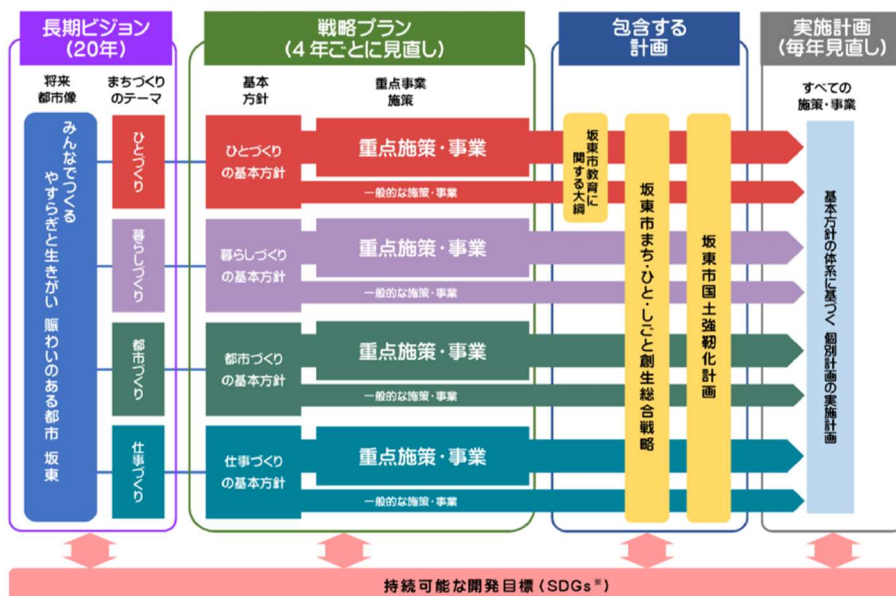 長期ビジョン
(20年)
戦略プラン
(4年ごとに見直し)
包含する
計画
実施計画
(毎年見直し)
将来
都市像
まちづくり
のテーマ
基本
方針
重点事業
施策
すべての
施策・事業
みんなでつくる
やすらぎと生きがい 賑わいのある都市 坂東
ひとづくり
ひとづくり
の基本方針
重点施策・事業
一般的な施策・事業
暮らしづくり
暮らしづくり
の基本方針
重点施策・事業
一般的な施策・事業
都市づくり
都市づくり
の基本方針
重点施策・事業
一般的な施策・事業
仕事づくり
仕事づくり
の基本方針
重点施策・事業
一般的な施策・事業
坂東市教育に
関する大綱
坂東市まち・ひと・しごと創生総合戦略
坂東市国土強靭化計画
基本方針の体系に基づく 個別計画の実施計画
持続可能な開発目標(SDGs※)